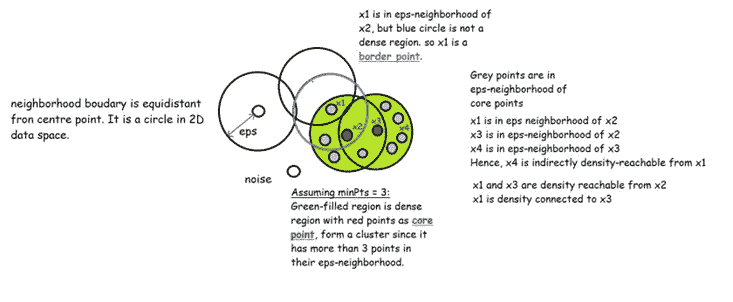 x1 is in eps-neighborhood of
x2, but blue circle is not a
dense region. so x1 is a
border point.
neighborhood boudary is equidistant
fron centre point. It is a circle in 2D
data space.
eps
x1
x2
x3
x4
noise
Assuming minPts = 3:
Green-filled region is dense
region with red points as core
point, form a cluster since it
has more than 3 points in
their eps-neighborhood.
Grey points are in
eps-neighborhood of
core points
x1 is in eps neighborhood of x2
x3 is in eps-neighborhood of x2
x4 is in eps-neighborhood of x3
Hence, x4 is indirectly density-reachable from x1
x1 and x3 are density reachable from x2
x1 is density connected to x3